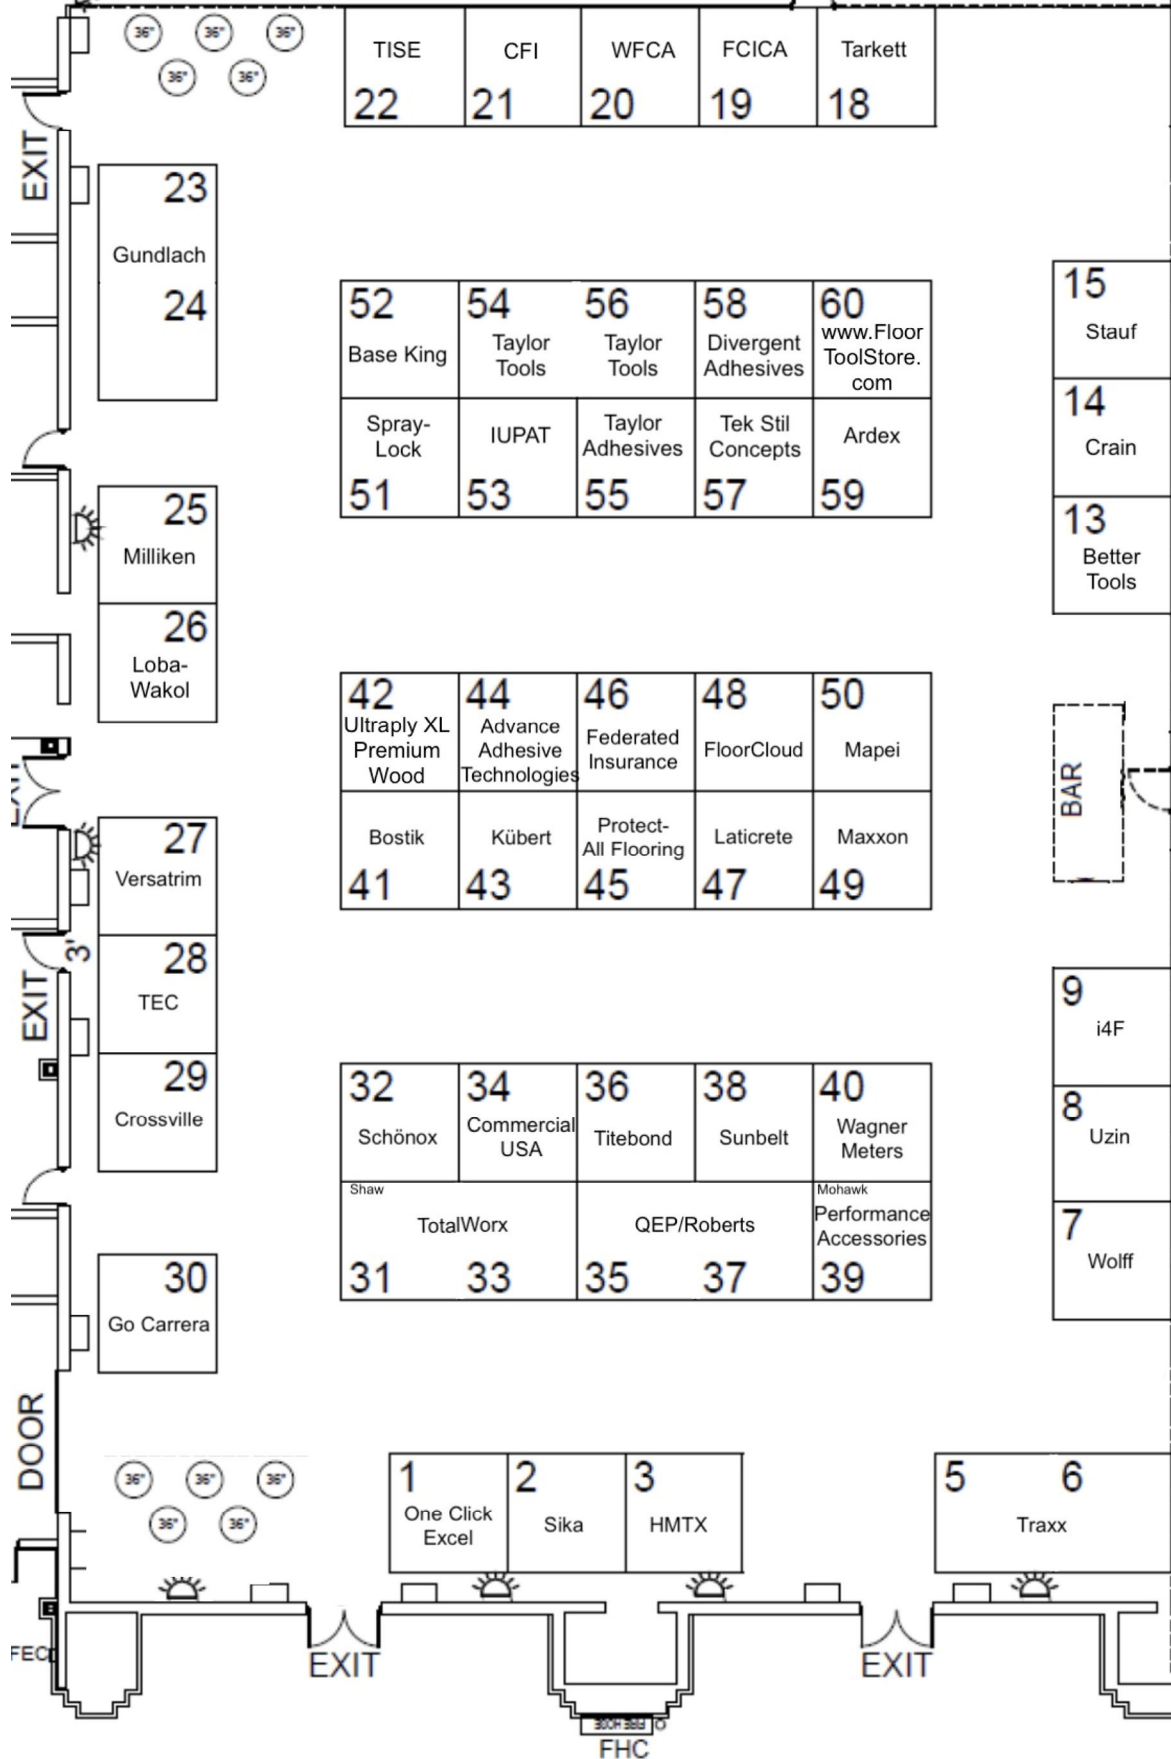 36" 36" 36"
36" 36"
TISE
22
CFI
21
WFCA
20
FCICA
19
Tarkett
18
EXIT
23
Gundlach
24
52
Base King
54
Taylor
Tools
56
Taylor
Tools
58
Divergent
Adhesives
60
www.Floor
ToolStore.
com
15
Stauf
Spray-
Lock
51
IUPAT
53
Taylor
Adhesives
55
Tek Stil
Concepts
57
Ardex
59
14
Crain
13
Better
Tools
25
Milliken
26
Loba-
Wakol
42
Ultraply XL
Premium
Wood
44
Advance
Adhesive
Technologies
46
Federated
Insurance
48
FloorCloud
50
Mapei
BAR
Bostik
41
Kübert
43
Protect-
All Flooring
45
Laticrete
47
Maxxon
49
27
Versatrim
3'
28
TEC
EXIT
29
Crossville
9
i4F
8
Uzin
7
Wolff
32
Schönox
34
Commercial
USA
36
Titebond
38
Sunbelt
40
Wagner
Meters
Shaw
TotalWorx
31 33
QEP/Roberts
35 37
Mohawk
Performance
Accessories
39
30
Go Carrera
DOOR
36" 36" 36"
36" 36"
1
One Click
Excel
2
Sika
3
HMTX
5 6
Traxx
FEC
EXIT
EXIT
FIRE HOSE
FHC